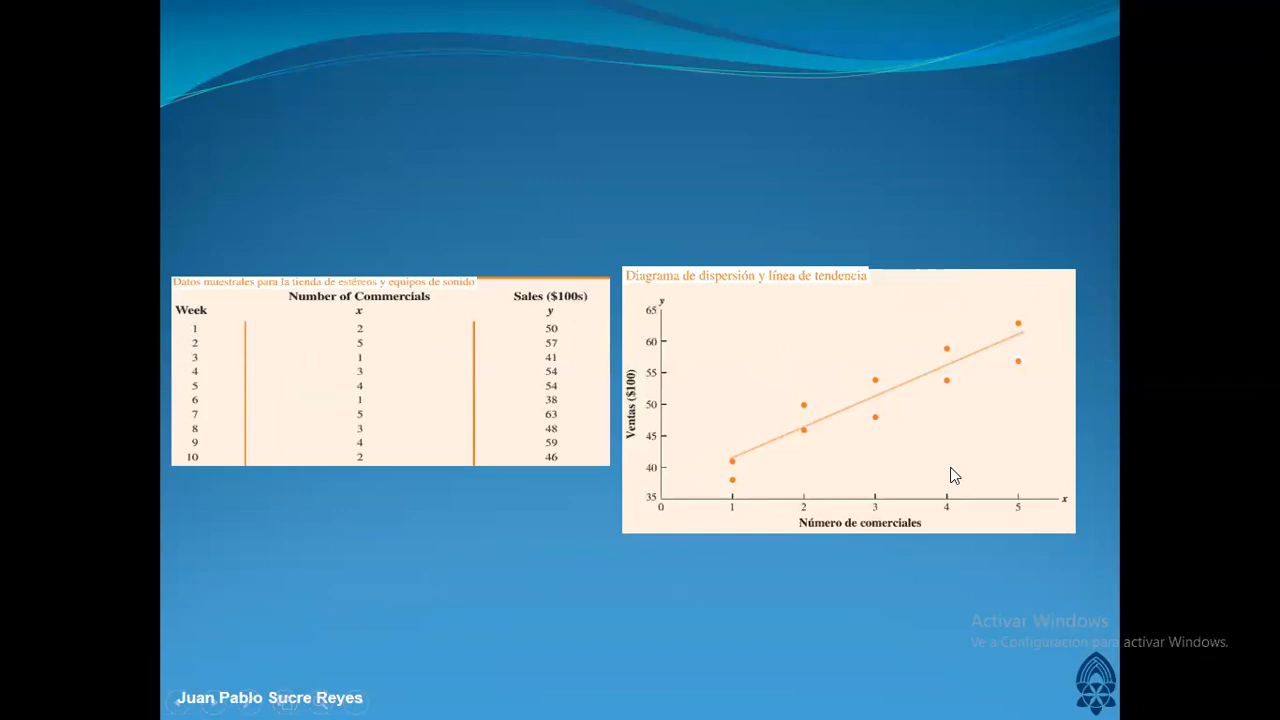 Datos muestrales para la tienda de estéreos y equipos de sonido
Number of Commercials Sales ($100s)
Week x y
1 2 50
2 5 57
3 1 41
4 3 54
5 4 54
6 1 38
7 5 63
8 3 48
9 4 59
10 2 46
Diagrama de dispersión y línea de tendencia
y
65
60
55
50
45
40
35
Ventas ($100)
0 1 2 3 4 5 x
Número de comerciales
Activar Windows
Ve a Configuración para activar Windows.
Juan Pablo Sucre Reyes